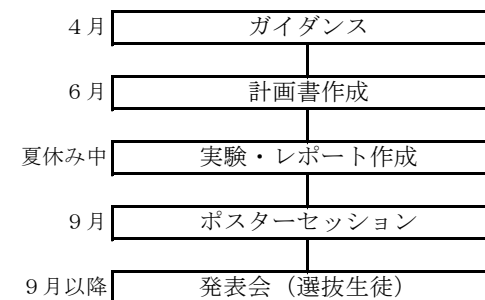 ４月 ガイダンス
６月 計画書作成
夏休み中 実験・レポート作成
９月 ポスターセッション
９月以降 発表会（選抜生徒）